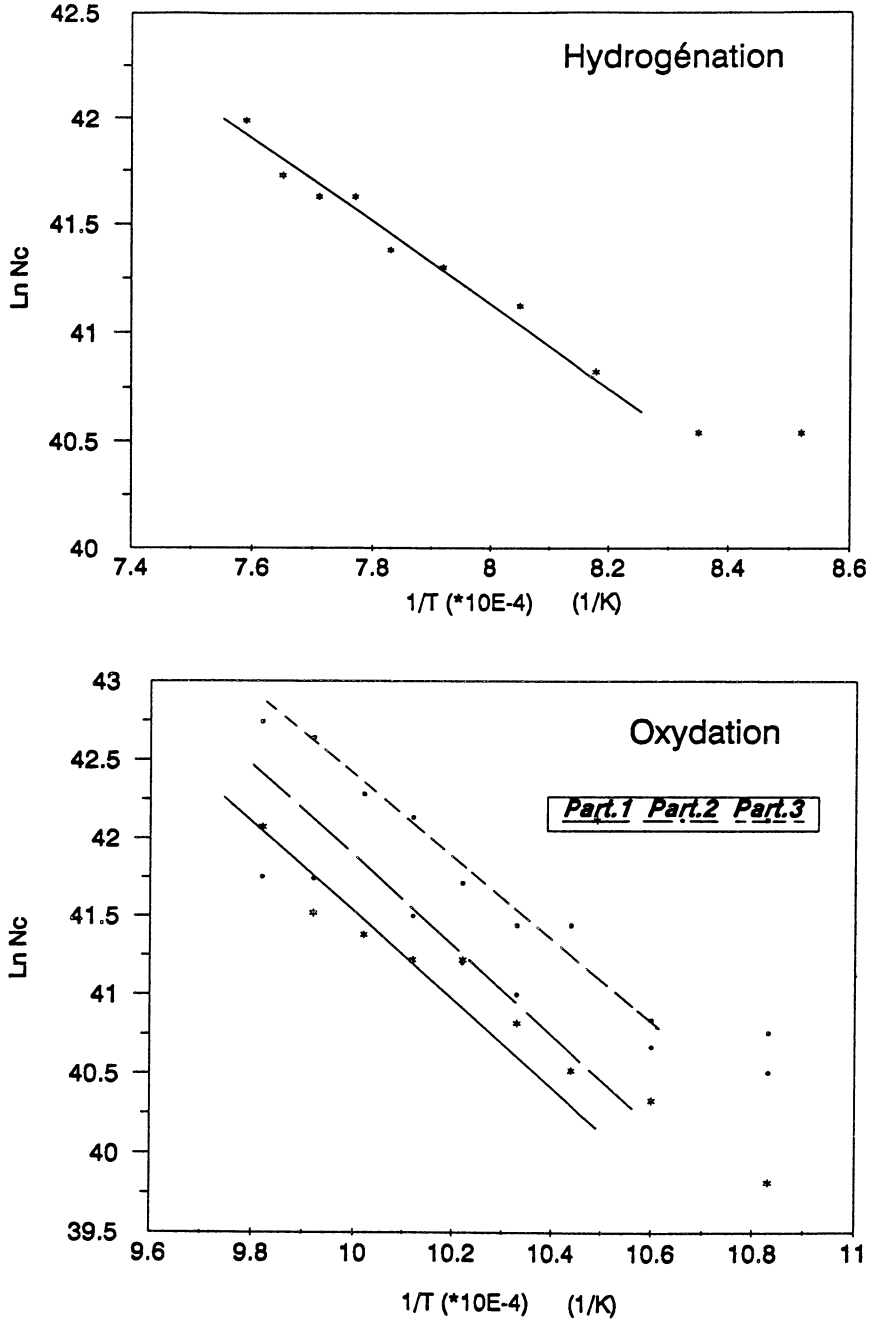 42.5
Hydrogénation
42
41.5
Ln Nc
41
40.5
40
7.4 7.6 7.8 8 8.2 8.4 8.6
1/T (*10E-4) (1/K)
43
Oxydation
42.5
Part.1 Part.2 Part.3
42
41.5
Ln Nc
41
40.5
40
39.5
9.6 9.8 10 10.2 10.4 10.6 10.8 11
1/T (*10E-4) (1/K)